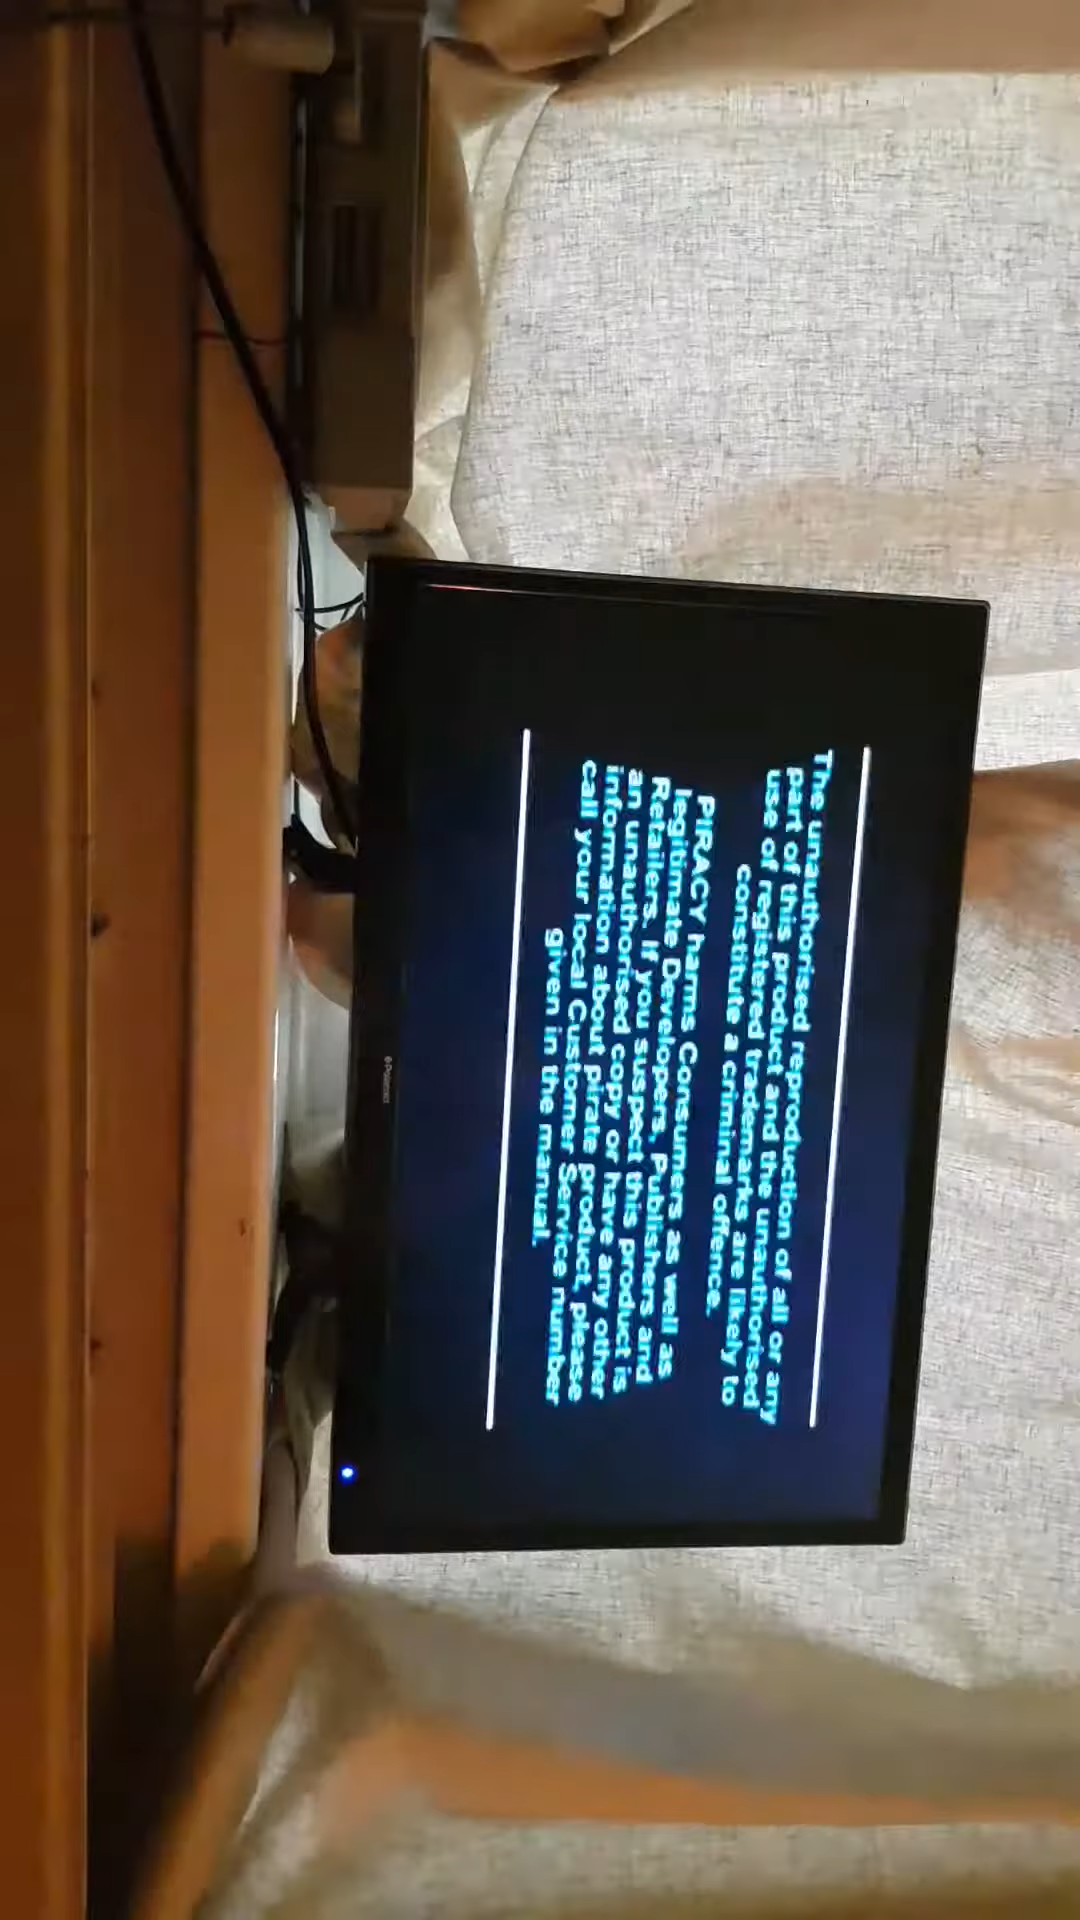 The unauthorised reproduction of all or any
part of this product and the unauthorised
use of registered trademarks are likely to
constitute a criminal offence.
PIRACY harms Consumers as well as
legitimate Developers, Publishers and
Retailers. If you suspect this product is
an unauthorised copy or have any other
information about pirate product, please
call your local Customer Service number
given in the manual.
Polaroid